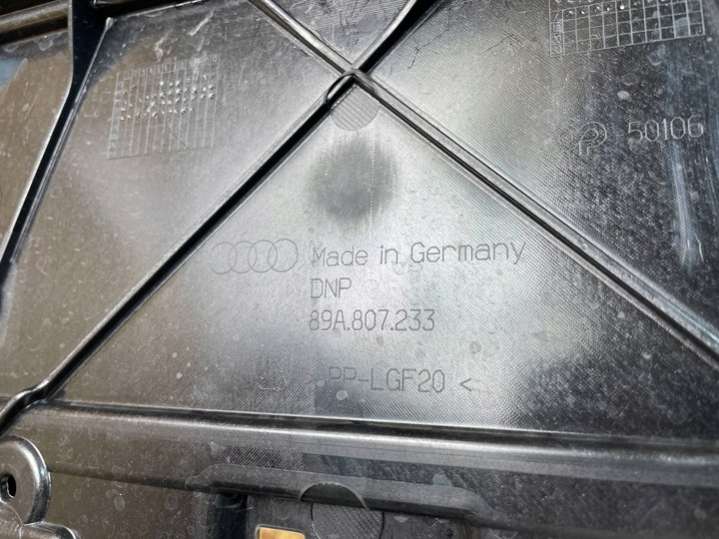 50106
Made in Germany
DNP
89A.807.233
>PP-LGF20<